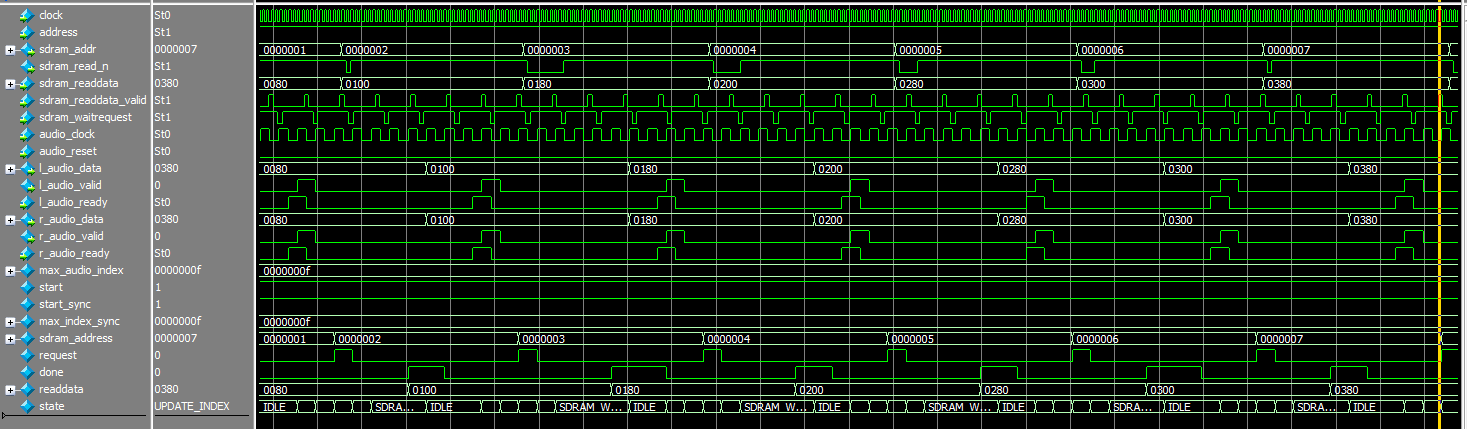 clock St0
address St1
sdram_addr 0000007 0000001 0000002 0000003 0000004 0000005 0000006 0000007
sdram_read_n St1
sdram_readdata 0380 0080 0100 0180 0200 0280 0300 0380
sdram_readdata_valid St1
sdram_waitrequest St1
audio_clock St0
audio_reset St0
l_audio_data 0380 0080 0100 0180 0200 0280 0300 0380
l_audio_valid 0
l_audio_ready St0
r_audio_data 0380 0080 0100 0180 0200 0280 0300 0380
r_audio_valid 0
r_audio_ready St0
max_audio_index 0000000f 0000000f
start 1
start_sync 1
max_index_sync 0000000f 0000000f
sdram_address 0000007 0000001 0000002 0000003 0000004 0000005 0000006 0000007
request 0
done 0
readdata 0380 0080 0100 0180 0200 0280 0300 0380
state UPDATE_INDEX IDLE SDRA... IDLE SDRAM_W... IDLE SDRAM_W... IDLE SDRAM_W... IDLE SDRA... IDLE SDRA... IDLE